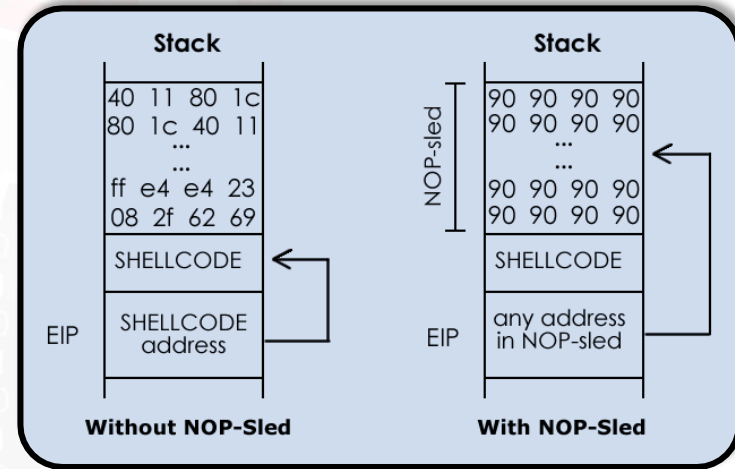 Stack
40 11 80 1c
80 1c 40 11
...
...
ff e4 e4 23
08 2f 62 69
SHELLCODE
EIP
SHELLCODE
address
Without NOP-Sled
Stack
NOP-sled
90 90 90 90
90 90 90 90
...
...
90 90 90 90
90 90 90 90
SHELLCODE
EIP
any address
in NOP-sled
With NOP-Sled